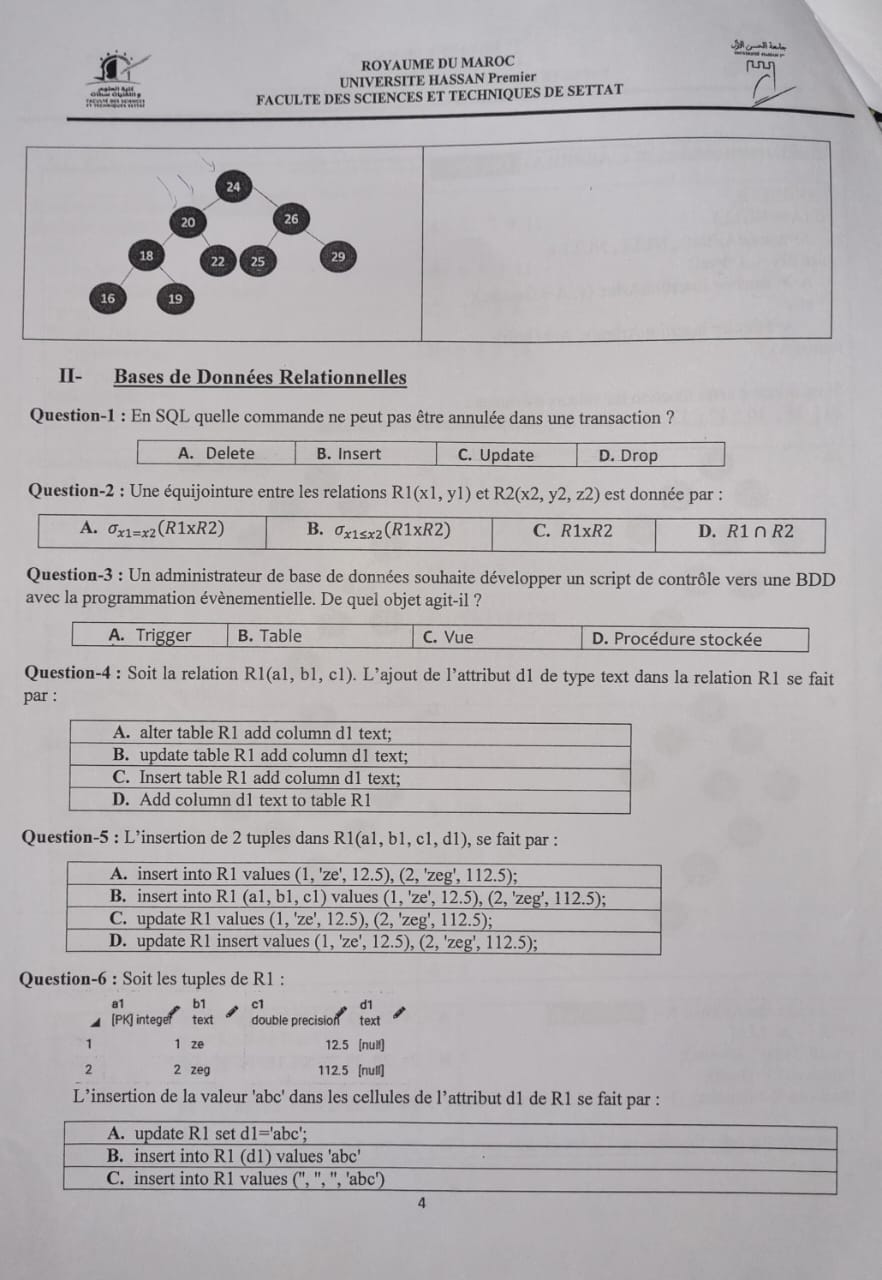 ROYAUME DU MAROC
UNIVERSITE HASSAN Premier
FACULTE DES SCIENCES ET TECHNIQUES DE SETTAT
جامعة الحسن الأول
24
20
26
18
22
25
29
16
19
II- Bases de Données Relationnelles
Question-1 : En SQL quelle commande ne peut pas être annulée dans une transaction ?
A. Delete B. Insert C. Update D. Drop
Question-2 : Une équijointure entre les relations R1(x1, y1) et R2(x2, y2, z2) est donnée par :
A. σx1=x2(R1xR2) B. σx1≤x2(R1xR2) C. R1xR2 D. R1 ∩ R2
Question-3 : Un administrateur de base de données souhaite développer un script de contrôle vers une BDD
avec la programmation évènementielle. De quel objet agit-il ?
A. Trigger B. Table C. Vue D. Procédure stockée
Question-4 : Soit la relation R1(a1, b1, c1). L'ajout de l'attribut d1 de type text dans la relation R1 se fait
par :
A. alter table R1 add column d1 text;
B. update table R1 add column d1 text;
C. Insert table R1 add column d1 text;
D. Add column d1 text to table R1
Question-5 : L'insertion de 2 tuples dans R1(a1, b1, c1, d1), se fait par :
A. insert into R1 values (1, 'ze', 12.5), (2, 'zeg', 112.5);
B. insert into R1 (a1, b1, c1) values (1, 'ze', 12.5), (2, 'zeg', 112.5);
C. update R1 values (1, 'ze', 12.5), (2, 'zeg', 112.5);
D. update R1 insert values (1, 'ze', 12.5), (2, 'zeg', 112.5);
Question-6 : Soit les tuples de R1 :
a1 b1 c1 d1
[PK] integer text double precision text
1 1 ze 12.5 [null]
2 2 zeg 112.5 [null]
L'insertion de la valeur 'abc' dans les cellules de l'attribut d1 de R1 se fait par :
A. update R1 set d1='abc';
B. insert into R1 (d1) values 'abc'
C. insert into R1 values ('', '', '', 'abc')
4